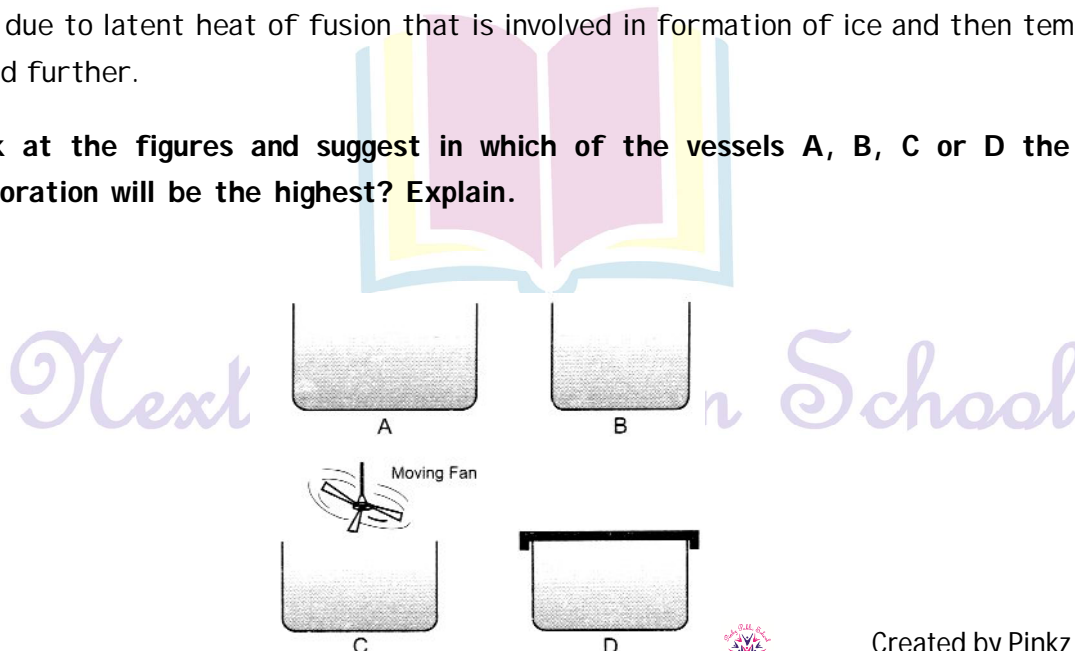 due to latent heat of fusion that is involved in formation of ice and then tem
d further.
k at the figures and suggest in which of the vessels A, B, C or D the
oration will be the highest? Explain.
Next n School
A B
Moving Fan
C D
Created by Pinkz